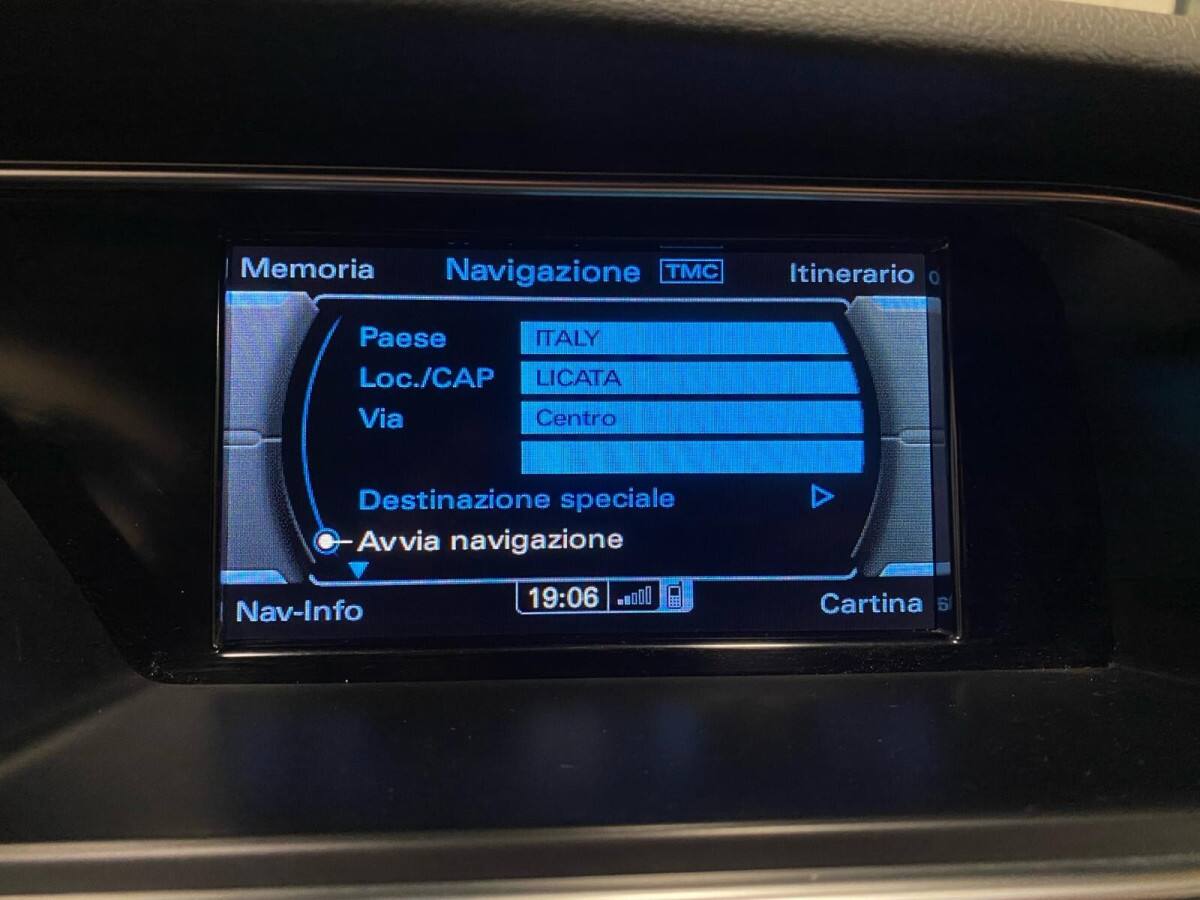 Memoria Navigazione TMC Itinerario
Paese ITALY
Loc./CAP LICATA
Via Centro
Destinazione speciale
Avvia navigazione
19:06
Nav-Info Cartina